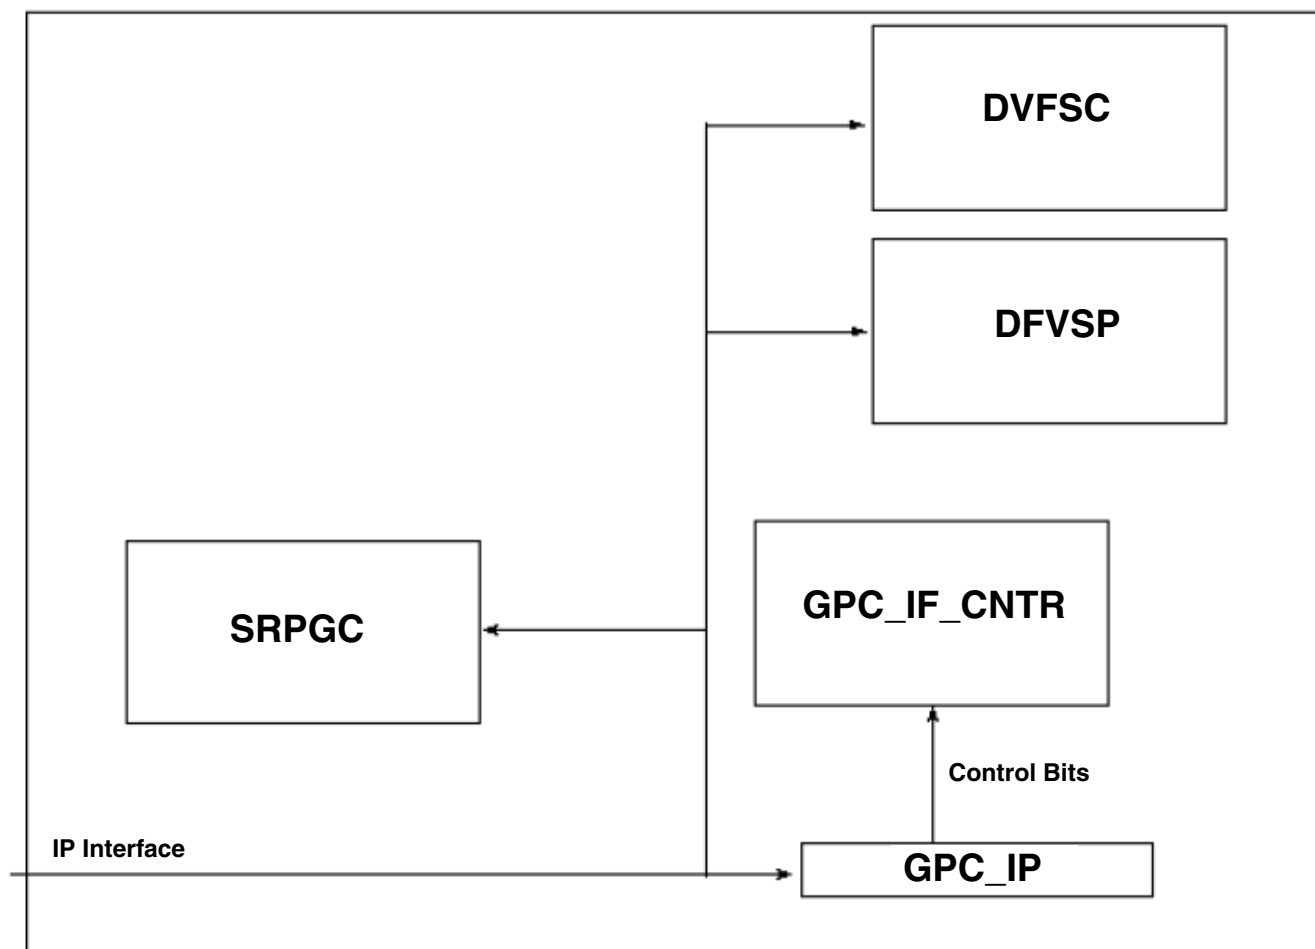 DVFSC
DFVSP
GPC_IF_CNTR
SRPGC
Control Bits
IP Interface
GPC_IP